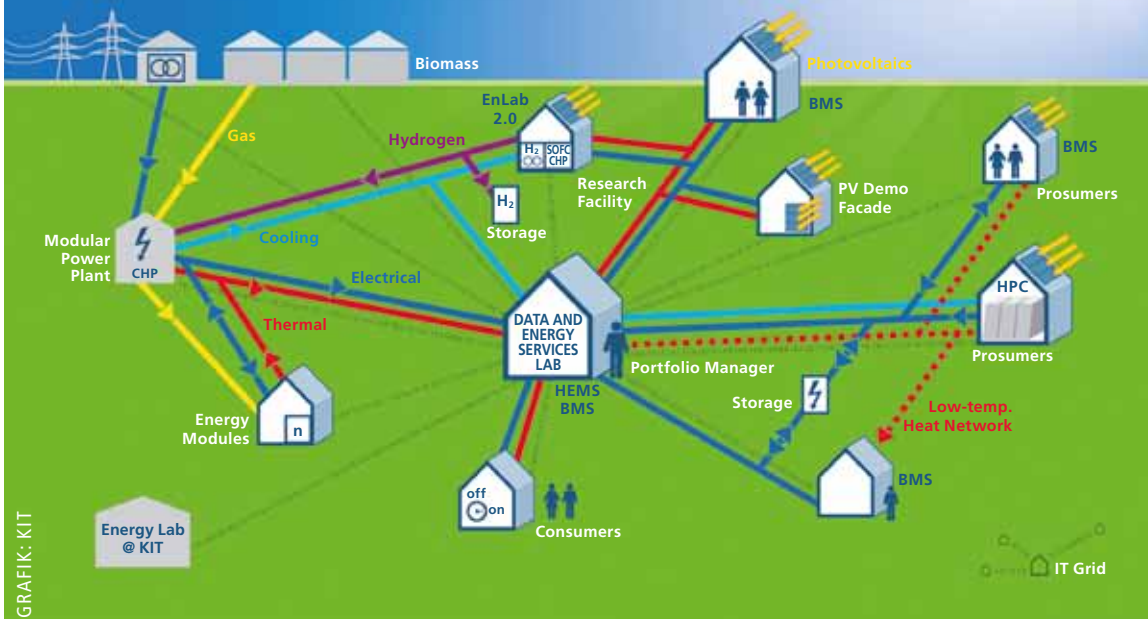 Biomass
Photovoltaics
BMS
EnLab
2.0
Gas
Hydrogen
H2
SOFC
CHP
BMS
Research
Facility
PV Demo
Facade
Prosumers
H2
Storage
Modular
Power
Plant
CHP
Cooling
Electrical
Thermal
DATA AND
ENERGY
SERVICES
LAB
HPC
Prosumers
Portfolio Manager
HEMS
BMS
Storage
Low-temp.
Heat Network
Energy
Modules
n
BMS
off
on
Consumers
Energy Lab
@ KIT
IT Grid
GRAFIK: KIT